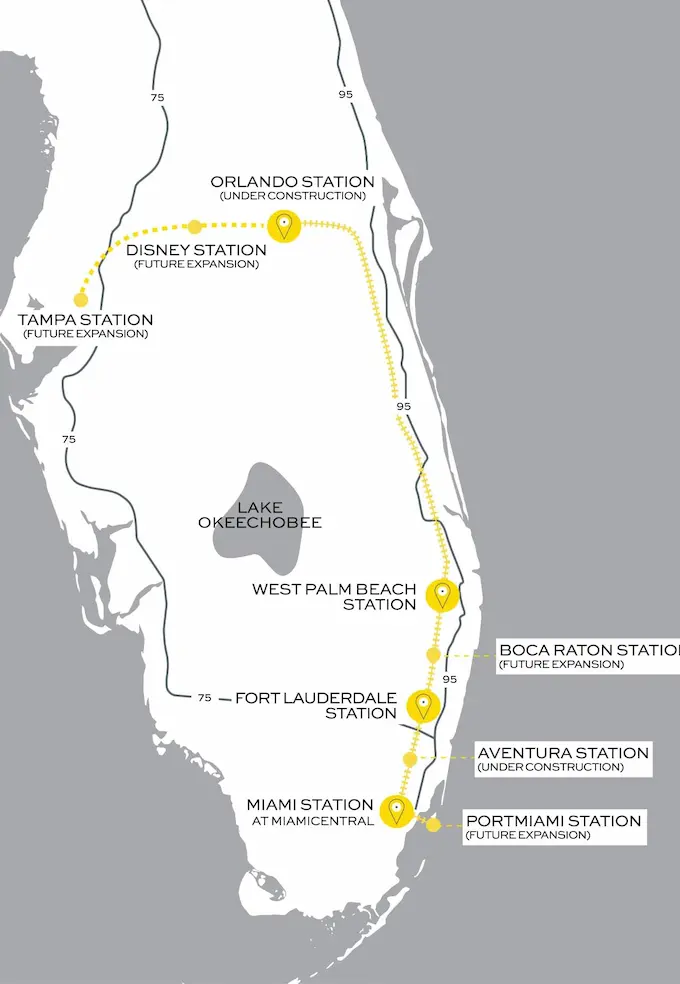 75
95
ORLANDO STATION
(UNDER CONSTRUCTION)
DISNEY STATION
(FUTURE EXPANSION)
TAMPA STATION
(FUTURE EXPANSION)
95
75
LAKE
OKEECHOBEE
WEST PALM BEACH
STATION
BOCA RATON STATIO
(FUTURE EXPANSION)
95
75
FORT LAUDERDALE
STATION
AVENTURA STATION
(UNDER CONSTRUCTION)
MIAMI STATION
AT MIAMICENTRAL
PORTMIAMI STATION
(FUTURE EXPANSION)